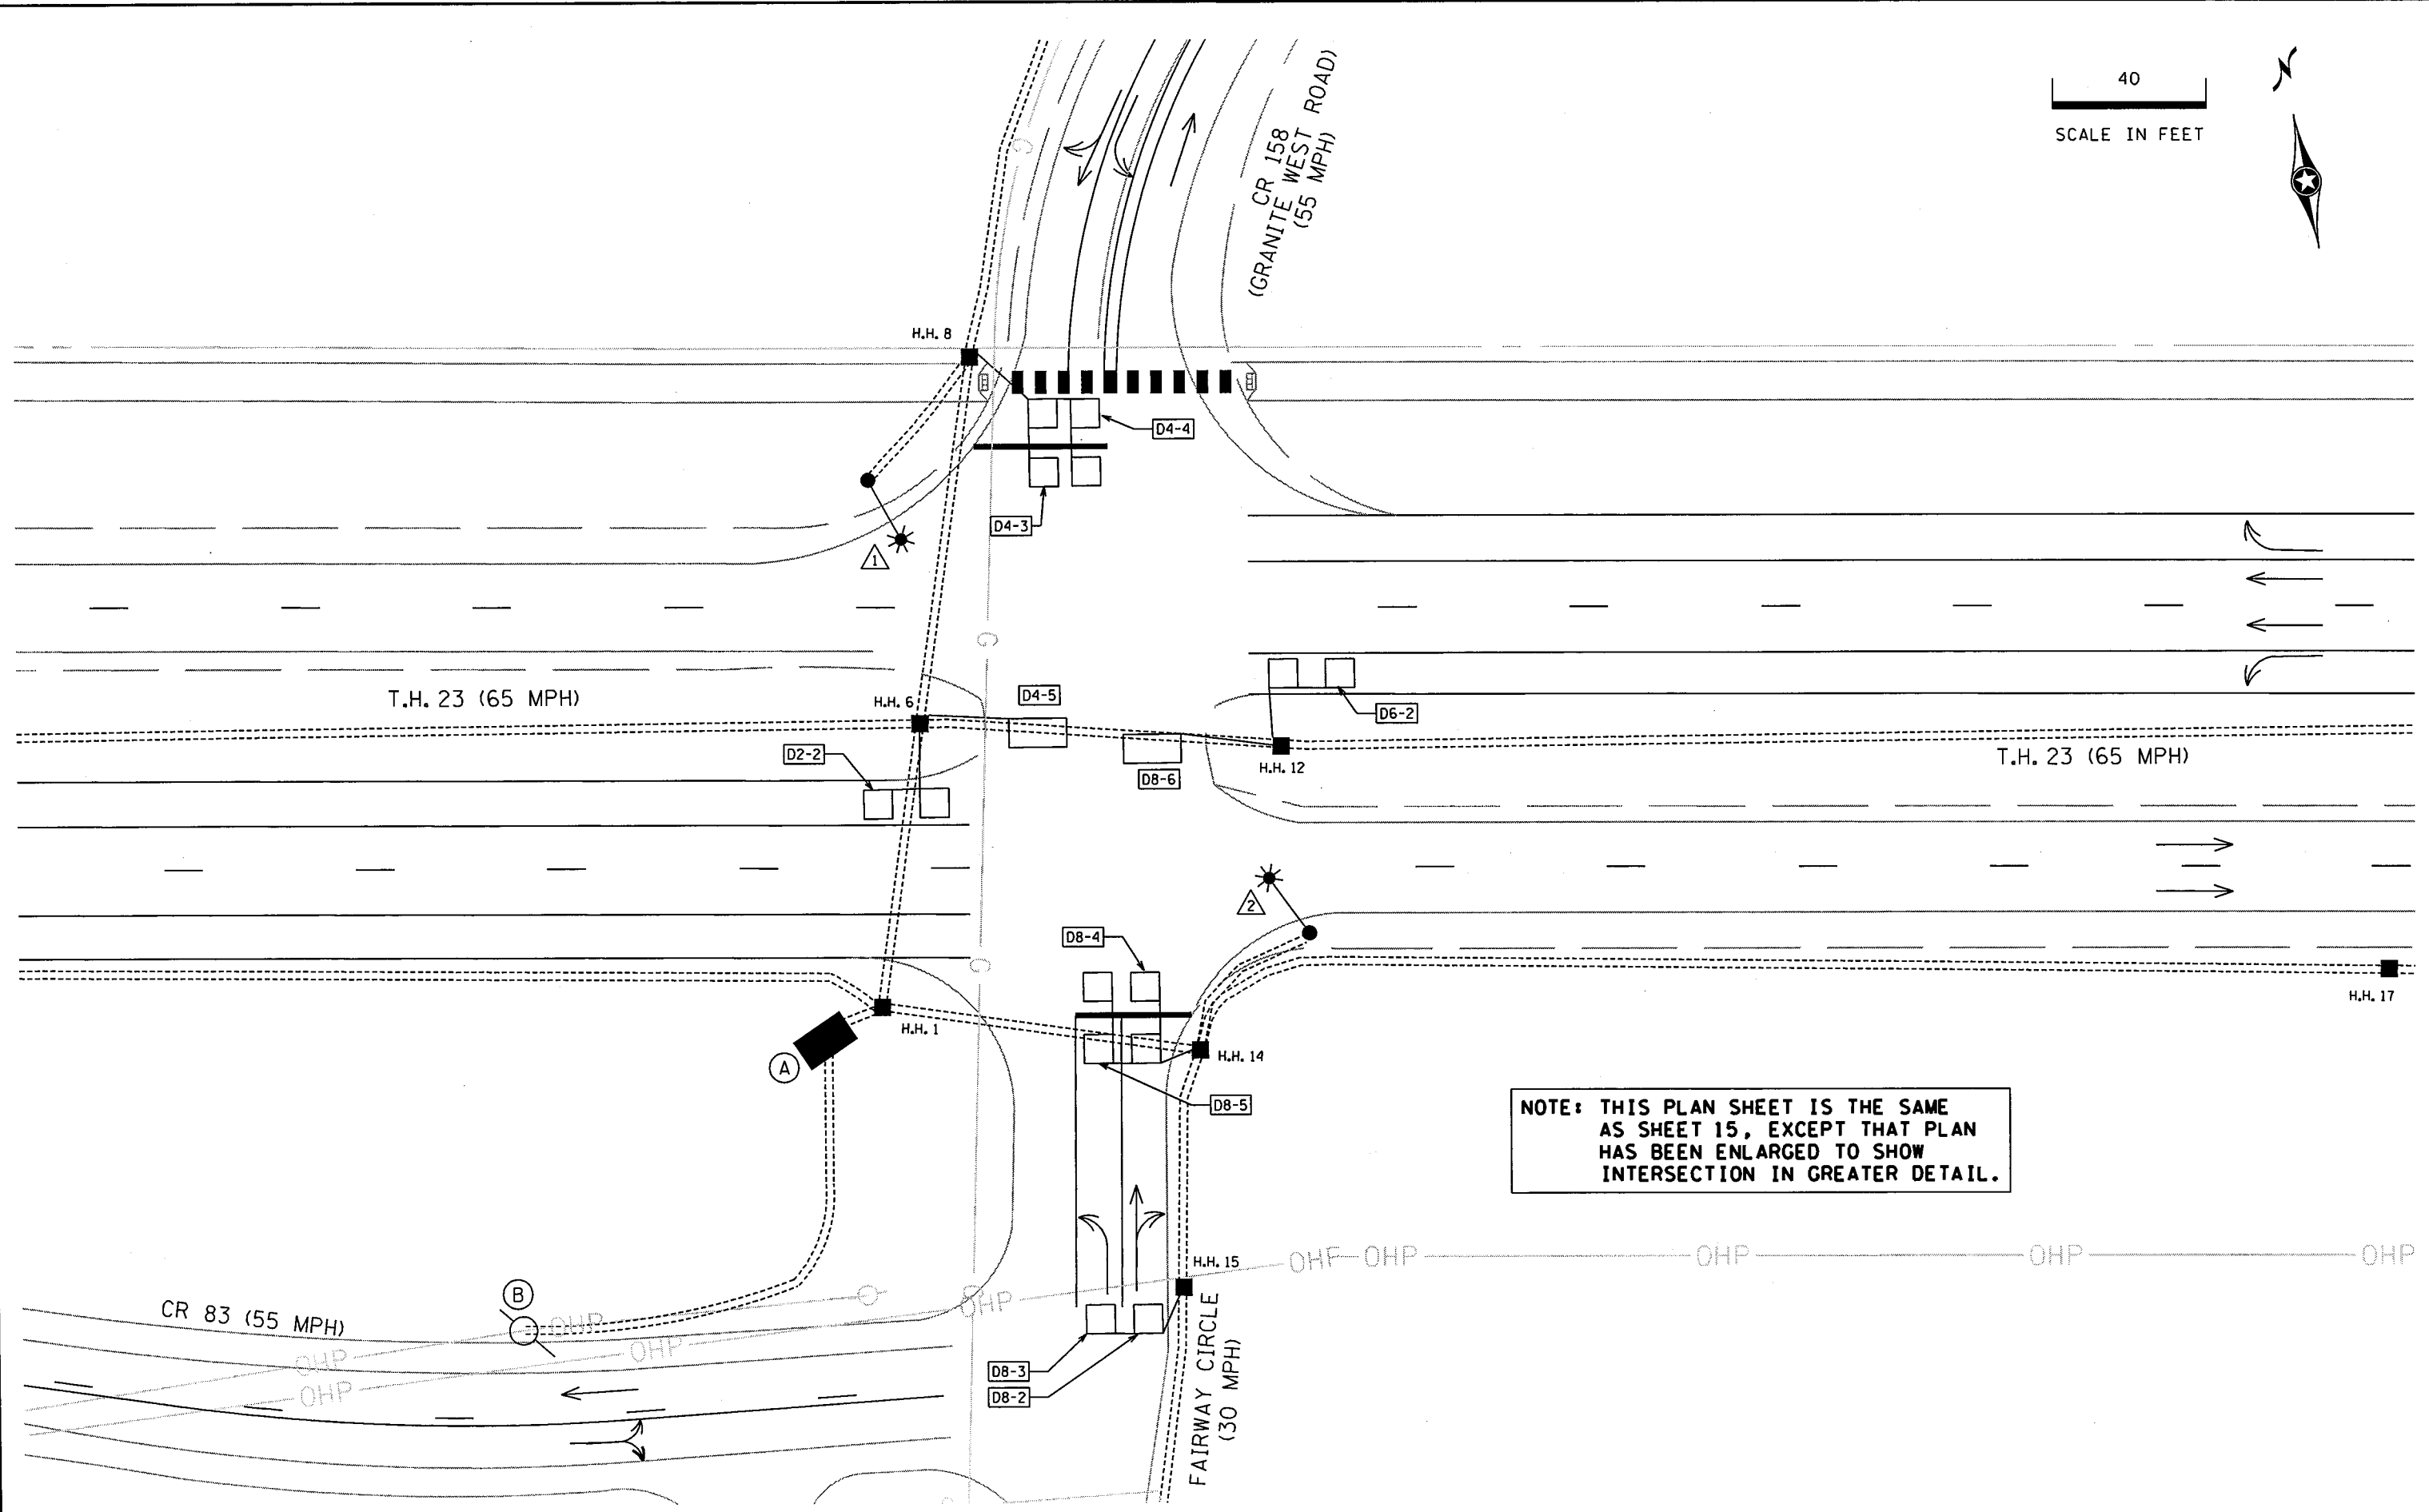 40
N
SCALE IN FEET
CR 158
(GRANITE WEST ROAD)
(55 MPH)
G
H.H. 8
D4-4
D4-3
1
G
T.H. 23 (65 MPH)
H.H. 6
D4-5
D6-2
D2-2
D8-6
H.H. 12
T.H. 23 (65 MPH)
2
D8-4
G
H.H. 17
H.H. 1
H.H. 14
A
D8-5
NOTE: THIS PLAN SHEET IS THE SAME
AS SHEET 15, EXCEPT THAT PLAN
HAS BEEN ENLARGED TO SHOW
INTERSECTION IN GREATER DETAIL.
OHP OHP OHP OHP OHP
H.H. 15
B
CR 83 (55 MPH)
OHP
OHP
OHP
OHP
OHP
FAIRWAY CIRCLE
(30 MPH)
D8-3
D8-2